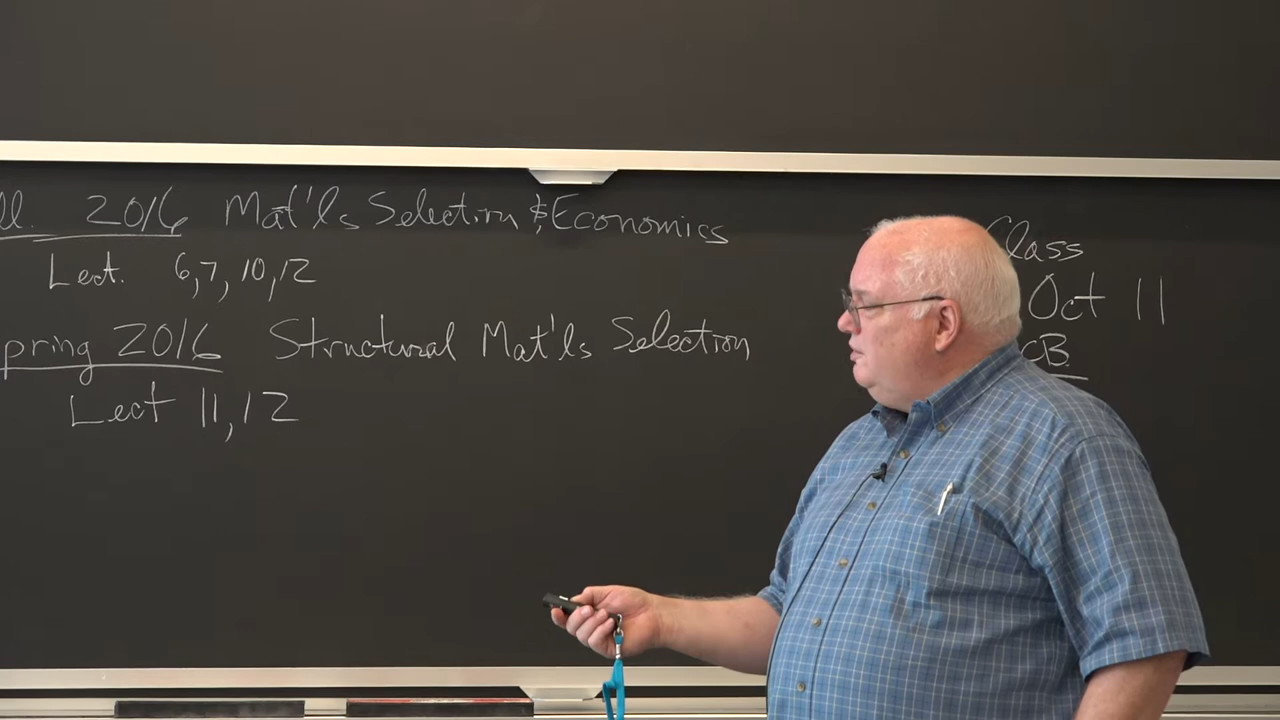 ll. 2016 Mat'ls Selection & Economics
Lect. 6,7,10,12
pring 2016 Structural Mat'ls Selection
Lect 11,12
Class
Oct 11
CB.